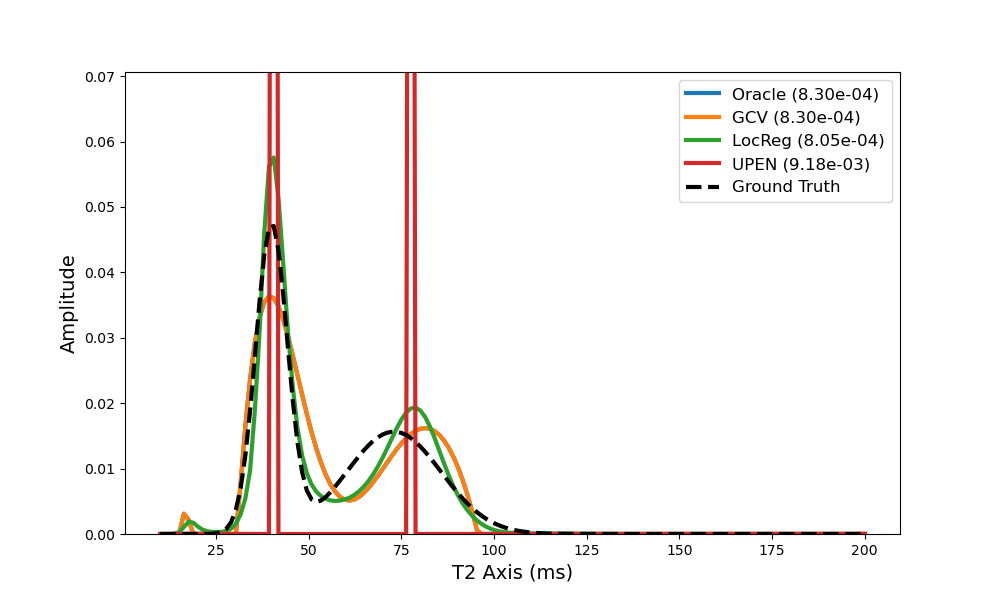 Oracle (8.30e-04)
GCV (8.30e-04)
LocReg (8.05e-04)
UPEN (9.18e-03)
Ground Truth
Amplitude
0.07
0.06
0.05
0.04
0.03
0.02
0.01
0.00
25 50 75 100 125 150 175 200
T2 Axis (ms)